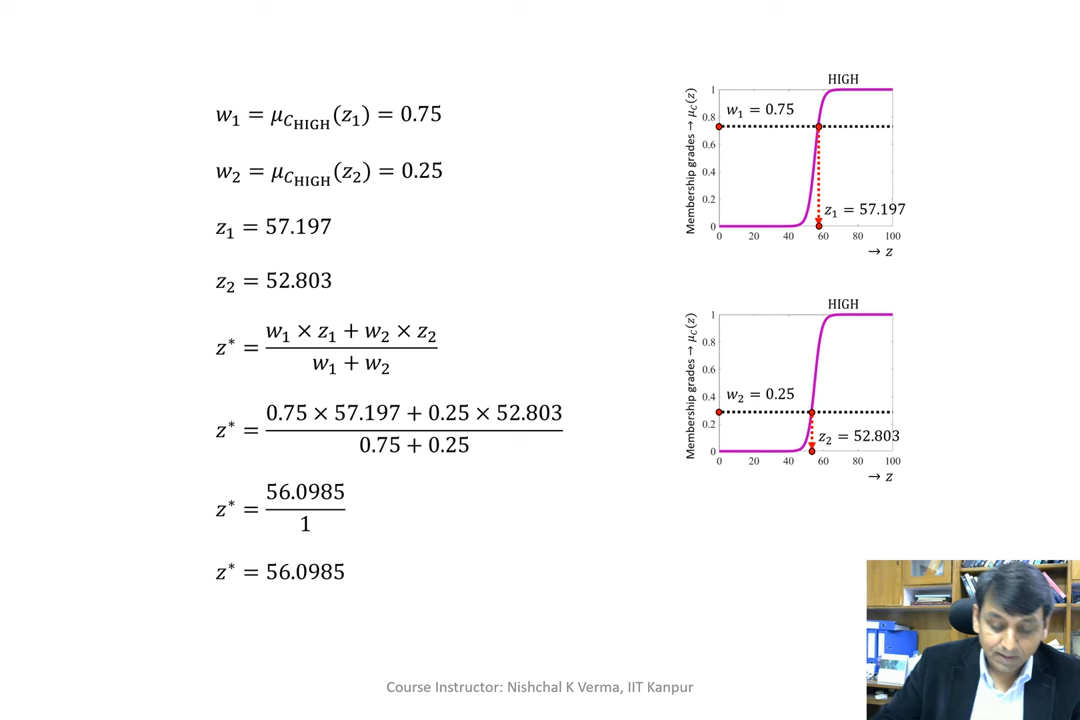 w₁ = μ_{C_HIGH}(z₁) = 0.75
w₂ = μ_{C_HIGH}(z₂) = 0.25
z₁ = 57.197
z₂ = 52.803
z* = (w₁ × z₁ + w₂ × z₂) / (w₁ + w₂)
z* = (0.75 × 57.197 + 0.25 × 52.803) / (0.75 + 0.25)
z* = 56.0985 / 1
z* = 56.0985
HIGH
Membership grades → μ_C(z)
1
0.8
0.6
0.4
0.2
0
w₁ = 0.75
z₁ = 57.197
0 20 40 60 80 100
→ z
HIGH
Membership grades → μ_C(z)
1
0.8
0.6
0.4
0.2
0
w₂ = 0.25
z₂ = 52.803
0 20 40 60 80 100
→ z
Course Instructor: Nishchal K Verma, IIT Kanpur